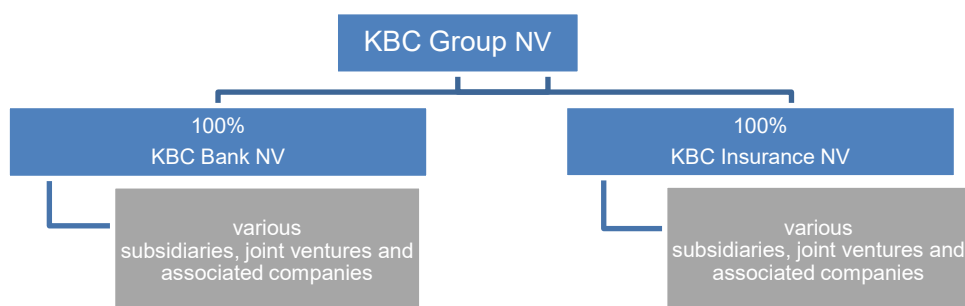 KBC Group NV
100%
KBC Bank NV
100%
KBC Insurance NV
various
subsidiaries, joint ventures and
associated companies
various
subsidiaries, joint ventures and
associated companies